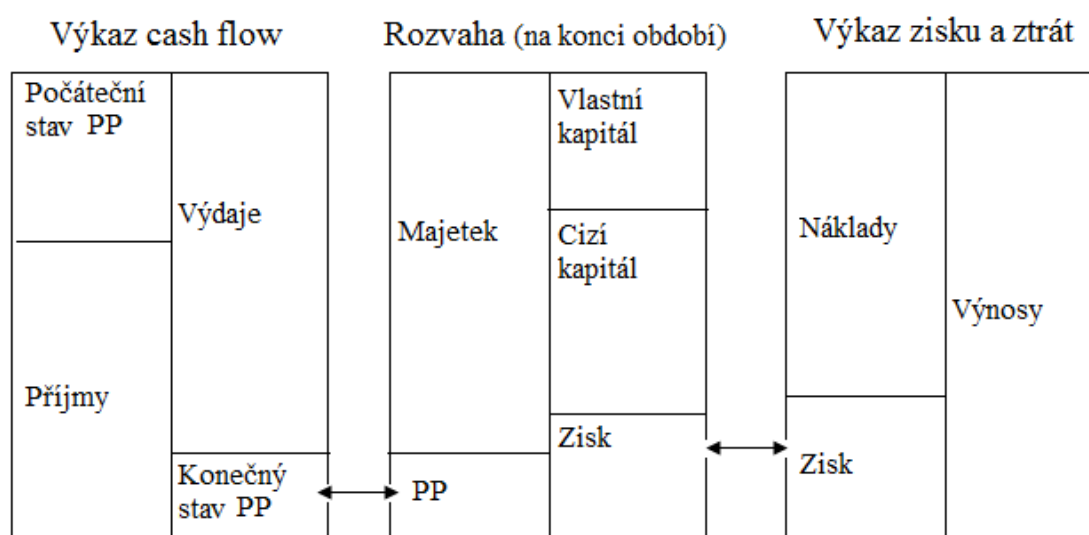 Výkaz cash flow
Počáteční
stav PP
Příjmy
Výdaje
Konečný
stav PP
Rozvaha (na konci období)
Majetek
PP
Vlastní
kapitál
Cizí
kapitál
Zisk
Výkaz zisku a ztrát
Náklady
Zisk
Výnosy